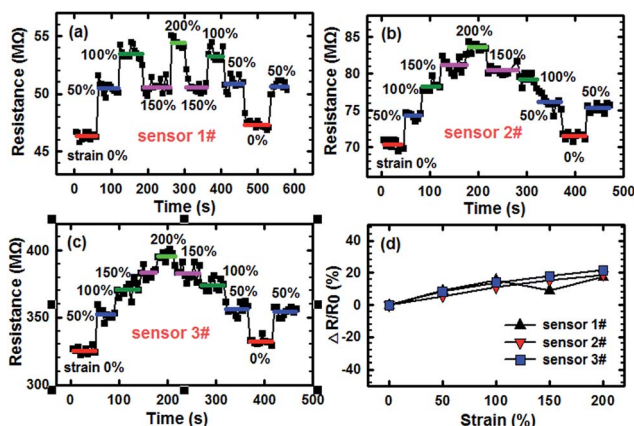 (a)
Resistance (MΩ)
55
50
45
100%
200%
100%
50%
50%
50%
150%
150%
sensor 1#
0%
strain 0%
0 100 200 300 400 500 600
Time (s)
(b)
Resistance (MΩ)
85
80
75
70
200%
150%
150%
100%
100%
50%
50%
50%
sensor 2#
strain 0%
0%
0 100 200 300 400 500
Time (s)
(c)
Resistance (MΩ)
400
350
300
200%
150%
150%
100%
100%
50%
50%
50%
sensor 3#
0%
strain 0%
0 100 200 300 400 500
Time (s)
(d)
△R/R0 (%)
40
20
0
-20
-40
sensor 1#
sensor 2#
sensor 3#
0 50 100 150 200
Strain (%)